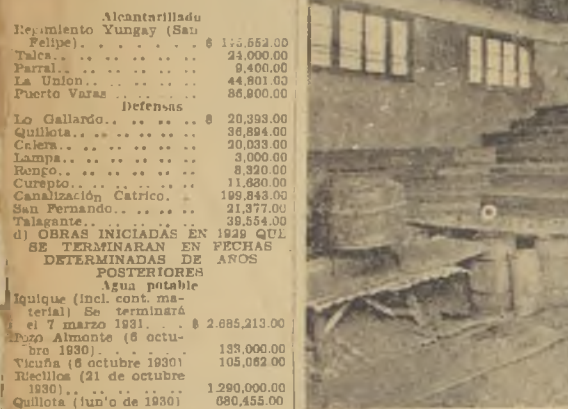 Alcantarillado
Regimiento Yungay (San
Felipe). . . . . . . $ 115,552.00
Talca.. .. .. .. .. .. 24,000.00
Parral.. .. .. .. .. .. 9,400.00
La Union.. .. .. .. .. 44,801.00
Puerto Varas .. .. .. .. 86,900.00
Defensas
Lo Gallardo.. .. .. .. $ 20,393.00
Quillota.. .. .. .. .. .. 36,894.00
Calera.. .. .. .. .. .. 20,033.00
Lampa.. .. .. .. .. .. 3,000.00
Rengo.. .. .. .. .. .. 8,320.00
Curepto.. .. .. .. .. .. 11,630.00
Canalización Catrico. 199,843.00
San Fernando.. .. .. .. 21,377.00
Talagante.. .. .. .. .. 39,554.00
d) OBRAS INICIADAS EN 1929 QUE
SE TERMINARAN EN FECHAS
DETERMINADAS DE AÑOS
POSTERIORES
Agua potable
Iquique (incl. cont. ma-
terial) Se terminará
el 7 marzo 1931. . . $ 2.685,213.00
Pozo Almonte (6 octu-
bre 1930). . . . . . 133,000.00
Vicuña (6 octubre 1930) 105,062.00
(21 de octubre
1930).. .. .. .. .. .. 1.290,000.00
Quillota (jun'o de 1930) 680,455.00